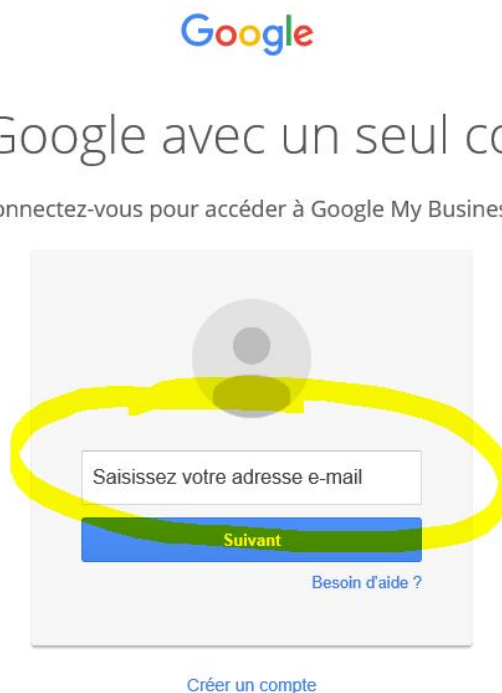 Google
Google avec un seul co
onnectez-vous pour accéder à Google My Busines
Saisissez votre adresse e-mail
Suivant
Besoin d'aide ?
Créer un compte